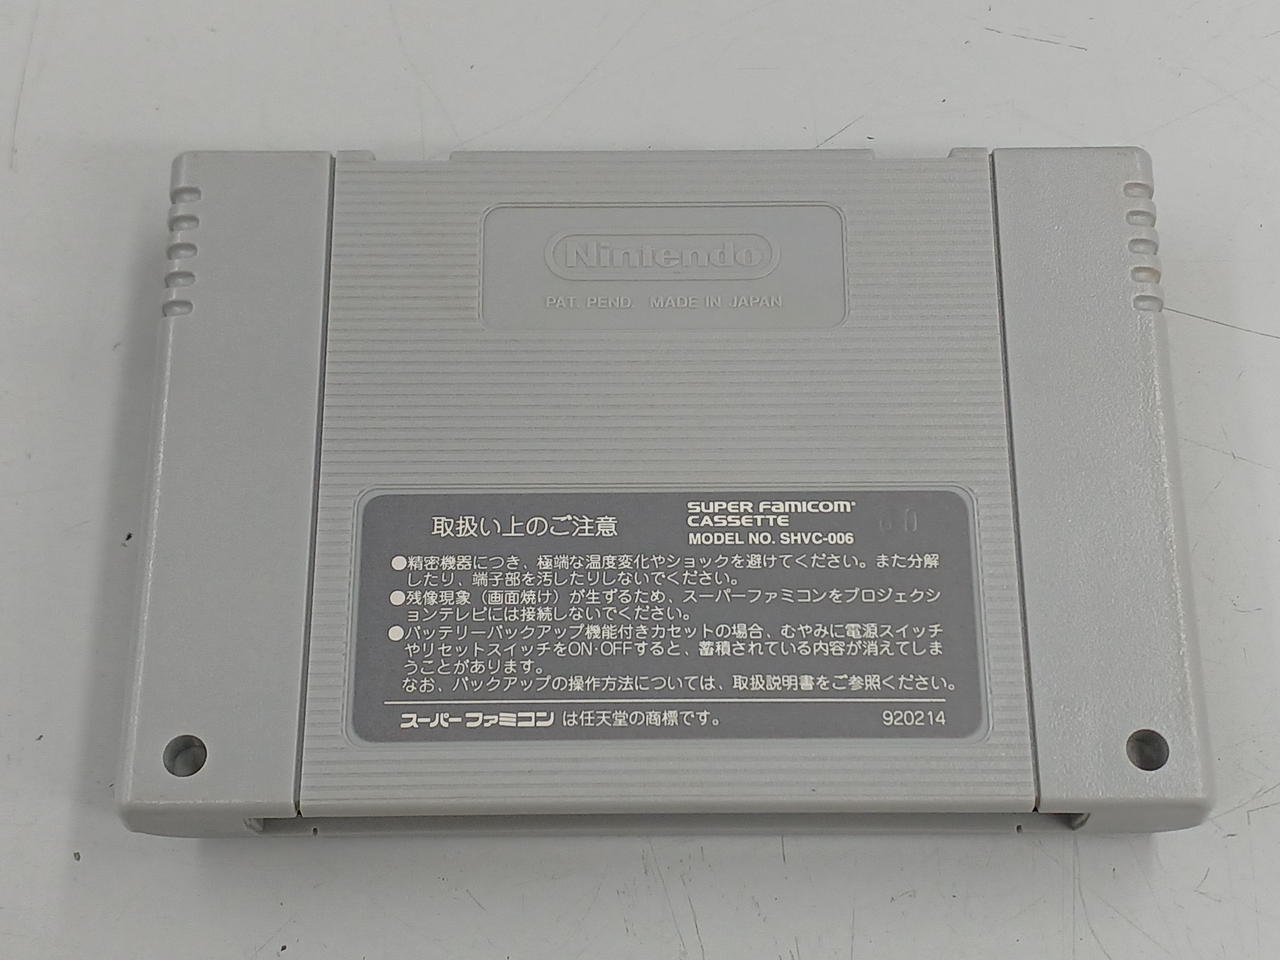 Nintendo
PAT. PEND. MADE IN JAPAN
取扱い上のご注意
SUPER FAMICOM
CASSETTE
MODEL NO. SHVC-006
●精密機器につき、極端な温度変化やショックを避けてください。また分解
したり、端子部を汚したりしないでください。
●残像現象（画面焼け）が生ずるため、スーパーファミコンをプロジェクシ
ョンテレビには接続しないでください。
●バッテリーバックアップ機能付きカセットの場合、むやみに電源スイッチ
やリセットスイッチをON・OFFすると、蓄積されている内容が消えてしま
うことがあります。
なお、バックアップの操作方法については、取扱説明書をご参照ください。
スーパーファミコン は任天堂の商標です。
920214